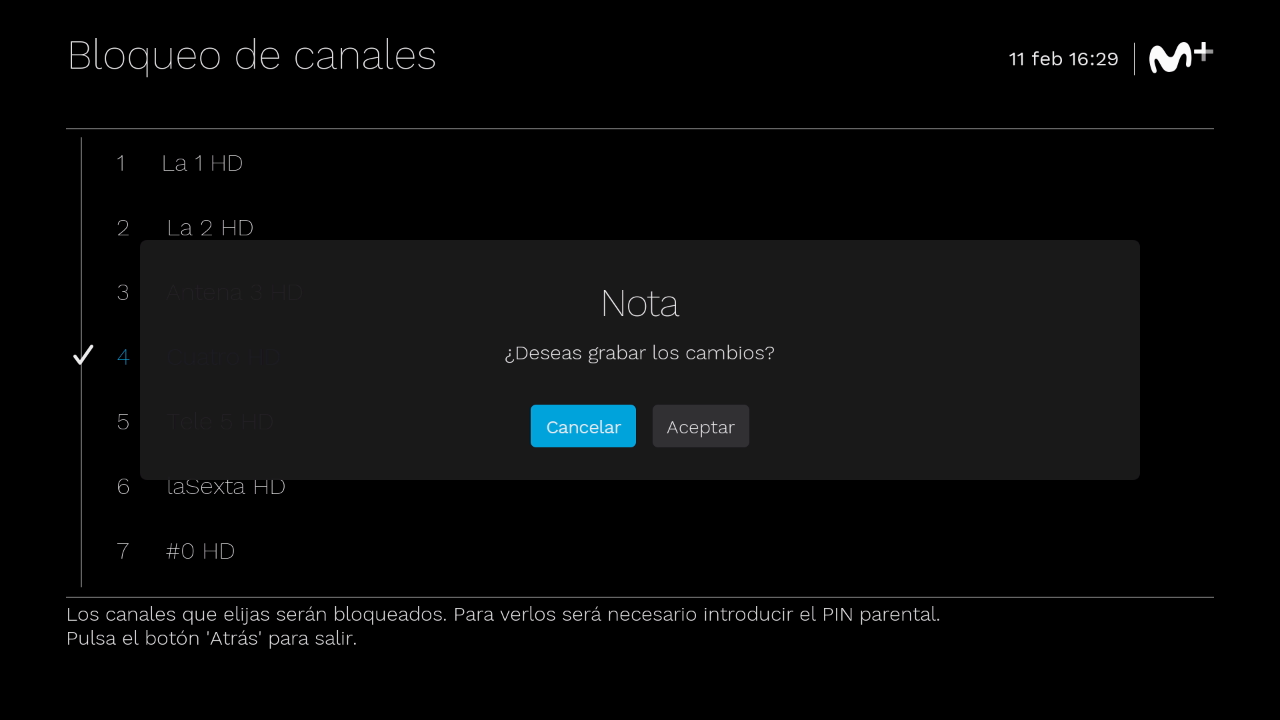 Bloqueo de canales
11 feb 16:29
1 La 1 HD
2 La 2 HD
3 Antena 3 HD
4
5 Tele 5 HD
6 laSexta HD
7 #0 HD
Nota
¿Deseas grabar los cambios?
Cancelar Aceptar
Los canales que elijas serán bloqueados. Para verlos será necesario introducir el PIN parental.
Pulsa el botón 'Atrás' para salir.